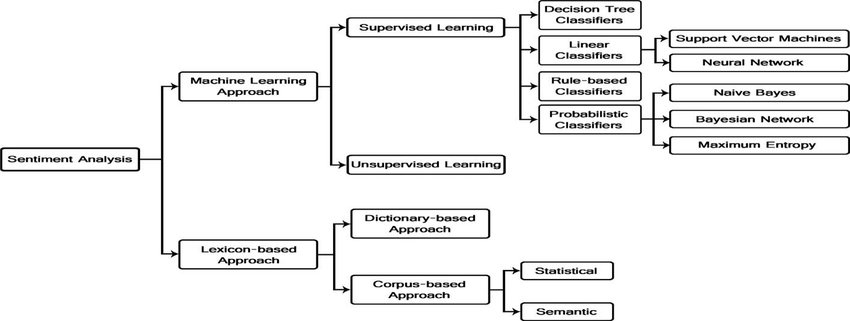 Decision Tree
Classifiers
Supervised Learning
Linear
Classifiers
Support Vector Machines
Neural Network
Machine Learning
Approach
Rule-based
Classifiers
Naive Bayes
Probabilistic
Classifiers
Bayesian Network
Maximum Entropy
Sentiment Analysis
Unsupervised Learning
Dictionary-based
Approach
Lexicon-based
Approach
Statistical
Corpus-based
Approach
Semantic